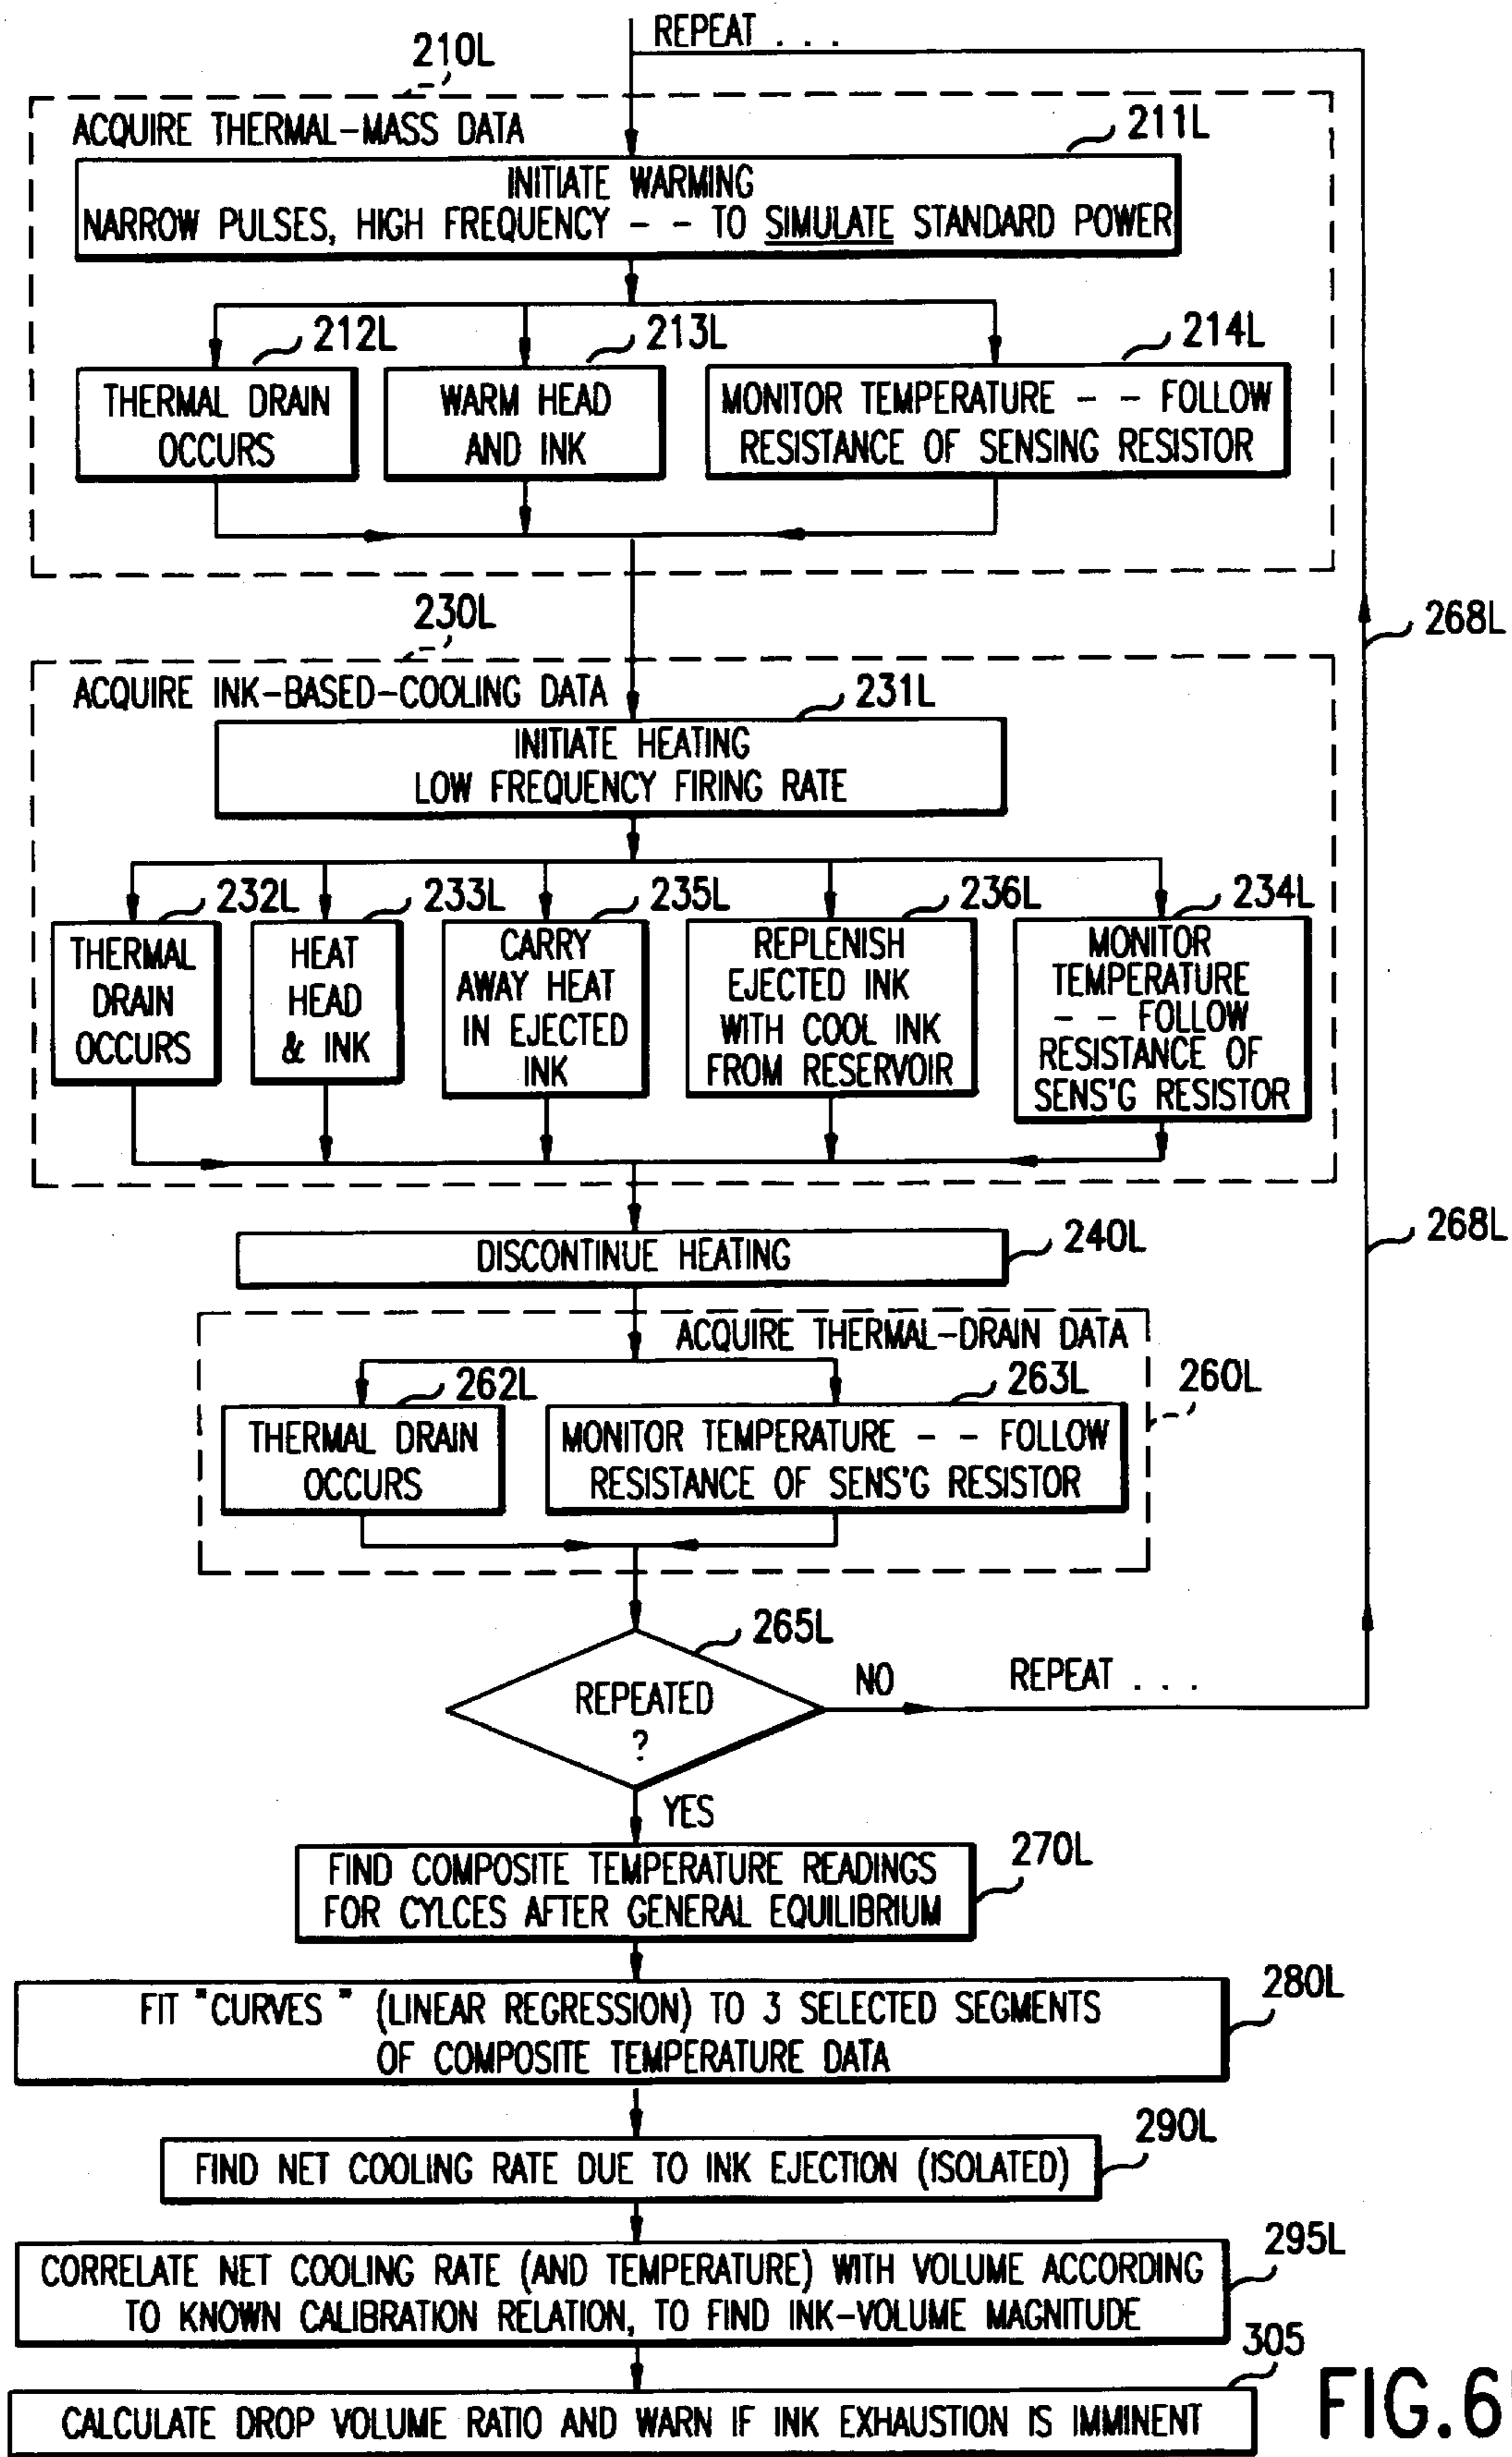 REPEAT . . .
210L
ACQUIRE THERMAL-MASS DATA
211L
INITIATE WARMING
NARROW PULSES, HIGH FREQUENCY - - TO SIMULATE STANDARD POWER
212L
213L
214L
THERMAL DRAIN
OCCURS
WARM HEAD
AND INK
MONITOR TEMPERATURE - - FOLLOW
RESISTANCE OF SENSING RESISTOR
268L
230L
ACQUIRE INK-BASED-COOLING DATA
231L
INITIATE HEATING
LOW FREQUENCY FIRING RATE
232L
233L
235L
236L
234L
THERMAL
DRAIN
OCCURS
HEAT
HEAD
& INK
CARRY
AWAY HEAT
IN EJECTED
INK
REPLENISH
EJECTED INK
WITH COOL INK
FROM RESERVOIR
MONITOR
TEMPERATURE
- - FOLLOW
RESISTANCE OF
SENS'G RESISTOR
268L
DISCONTINUE HEATING
240L
ACQUIRE THERMAL-DRAIN DATA
260L
262L
263L
THERMAL DRAIN
OCCURS
MONITOR TEMPERATURE - - FOLLOW
RESISTANCE OF SENS'G RESISTOR
265L
REPEATED
?
NO
REPEAT . . .
YES
270L
FIND COMPOSITE TEMPERATURE READINGS
FOR CYLCES AFTER GENERAL EQUILIBRIUM
280L
FIT "CURVES" (LINEAR REGRESSION) TO 3 SELECTED SEGMENTS
OF COMPOSITE TEMPERATURE DATA
290L
FIND NET COOLING RATE DUE TO INK EJECTION (ISOLATED)
295L
CORRELATE NET COOLING RATE (AND TEMPERATURE) WITH VOLUME ACCORDING
TO KNOWN CALIBRATION RELATION, TO FIND INK-VOLUME MAGNITUDE
305
CALCULATE DROP VOLUME RATIO AND WARN IF INK EXHAUSTION IS IMMINENT